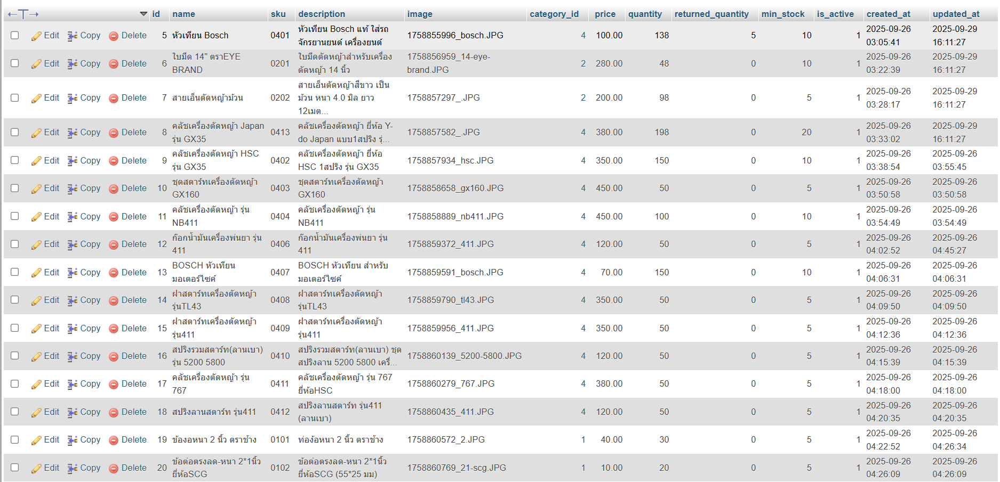 id name sku description image category_id price quantity returned_quantity min_stock is_active created_at updated_at
Edit Copy Delete 5 หัวเทียน Bosch 0401 หัวเทียน Bosch แท้ ใส่รถ
จักรยานยนต์ เครื่องยนต์ 1758855996_bosch.JPG 4 100.00 138 5 10 1 2025-09-26
03:05:41 2025-09-29
16:11:27
Edit Copy Delete 6 ใบมีด 14" ตราEYE
BRAND 0201 ใบมีดตัดหญ้าสำหรับเครื่อง
ตัดหญ้า 14 นิ้ว 1758856959_14-eye-
brand.JPG 2 280.00 48 0 10 1 2025-09-26
03:22:39 2025-09-29
16:11:27
Edit Copy Delete 7 สายเอ็นตัดหญ้าม้วน 0202 สายเอ็นตัดหญ้าสีขาว เป็น
ม้วน หนา 4.0 มิล ยาว
12เมต... 1758857297_.JPG 2 200.00 98 0 5 1 2025-09-26
03:28:17 2025-09-29
16:11:27
Edit Copy Delete 8 คลัชเครื่องตัดหญ้า Japan
รุ่น GX35 0413 คลัชเครื่องตัดหญ้า ยี่ห้อ Y-
do Japan แบบ1สปริง รุ่... 1758857582_.JPG 4 380.00 198 0 20 1 2025-09-26
03:33:02 2025-09-29
16:11:27
Edit Copy Delete 9 คลัชเครื่องตัดหญ้า HSC
รุ่น GX35 0402 คลัชเครื่องตัดหญ้า ยี่ห้อ
HSC 1สปริง รุ่น GX35 1758857934_hsc.JPG 4 350.00 150 0 10 1 2025-09-26
03:38:54 2025-09-26
03:55:45
Edit Copy Delete 10 ชุดสตาร์ทเครื่องตัดหญ้า
GX160 0403 ชุดสตาร์ทเครื่องตัดหญ้า
GX160 1758858658_gx160.JPG 4 450.00 50 0 5 1 2025-09-26
03:50:58 2025-09-26
03:50:58
Edit Copy Delete 11 คลัชเครื่องตัดหญ้า รุ่น
NB411 0404 คลัชเครื่องตัดหญ้า รุ่น
NB411 1758858889_nb411.JPG 4 450.00 100 0 10 1 2025-09-26
03:54:49 2025-09-26
03:54:49
Edit Copy Delete 12 ก๊อกน้ำมันเครื่องพ่นยา รุ่น
411 0406 ก๊อกน้ำมันเครื่องพ่นยา รุ่น
411 1758859372_411.JPG 4 120.00 50 0 5 1 2025-09-26
04:02:52 2025-09-26
04:45:27
Edit Copy Delete 13 BOSCH หัวเทียน
มอเตอร์ไซค์ 0407 BOSCH หัวเทียน สำหรับ
มอเตอร์ไซค์ 1758859591_bosch.JPG 4 70.00 150 0 10 1 2025-09-26
04:06:31 2025-09-26
04:06:31
Edit Copy Delete 14 ฝาสตาร์ทเครื่องตัดหญ้า
รุ่นTL43 0408 ฝาสตาร์ทเครื่องตัดหญ้า
รุ่นTL43 1758859790_tl43.JPG 4 350.00 50 0 5 1 2025-09-26
04:09:50 2025-09-26
04:09:50
Edit Copy Delete 15 ฝาสตาร์ทเครื่องตัดหญ้า
รุ่น411 0409 ฝาสตาร์ทเครื่องตัดหญ้า
รุ่น411 1758859956_411.JPG 4 350.00 50 0 5 1 2025-09-26
04:12:36 2025-09-26
04:12:36
Edit Copy Delete 16 สปริงรวมสตาร์ท(ลานเบา)
รุ่น 5200 5800 0410 สปริงรวมสตาร์ท(ลานเบา) ชุด
สปริงลาน 5200 5800 เครื่... 1758860139_5200-5800.JPG 4 120.00 50 0 5 1 2025-09-26
04:15:39 2025-09-26
04:15:39
Edit Copy Delete 17 คลัชเครื่องตัดหญ้า รุ่น
767 0411 คลัชเครื่องตัดหญ้า รุ่น 767
ยี่ห้อHSC 1758860279_767.JPG 4 380.00 50 0 5 1 2025-09-26
04:18:00 2025-09-26
04:18:00
Edit Copy Delete 18 สปริงลานสตาร์ท รุ่น411 0412 สปริงลานสตาร์ท รุ่น411
(ลานเบา) 1758860435_411.JPG 4 120.00 50 0 5 1 2025-09-26
04:20:35 2025-09-26
04:20:35
Edit Copy Delete 19 ข้องอหนา 2 นิ้ว ตราช้าง 0101 ท่อง้อหนา 2 นิ้ว ตราช้าง 1758860572_2.JPG 1 40.00 30 0 5 1 2025-09-26
04:22:52 2025-09-26
04:26:34
Edit Copy Delete 20 ข้อต่อตรงลด-หนา 2*1นิ้ว
ยี่ห้อSCG 0102 ข้อต่อตรงลด-หนา 2*1นิ้ว
ยี่ห้อSCG (55*25 มม) 1758860769_21-scg.JPG 1 10.00 20 0 5 1 2025-09-26
04:26:09 2025-09-26
04:26:09